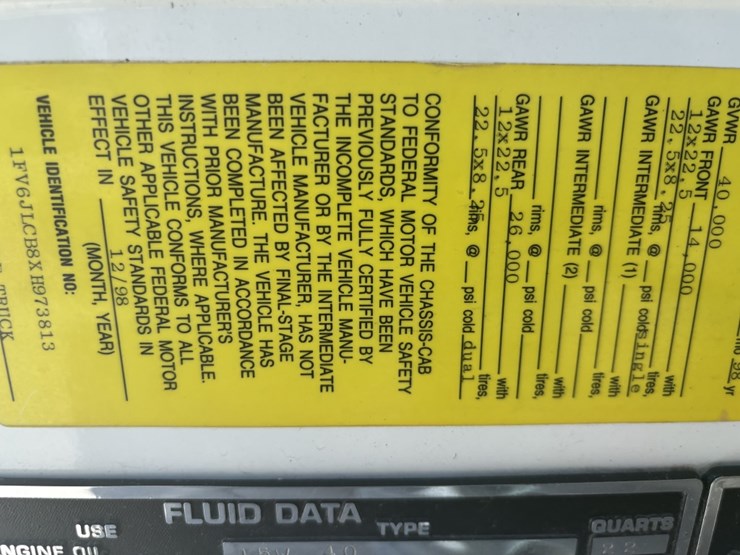 98 yr
GVWR 40,000
GAWR FRONT 14,000
12x22.5 with
22.5x8.25 tires,
rims, @ psi cold single
GAWR INTERMEDIATE (1)
with
tires,
rims, @ psi cold
GAWR INTERMEDIATE (2)
with
tires,
rims, @ psi cold
GAWR REAR 26,000
12x22.5 with
22.5x8.25 tires,
rims, @ psi cold dual
CONFORMITY OF THE CHASSIS-CAB
TO FEDERAL MOTOR VEHICLE SAFETY
STANDARDS, WHICH HAVE BEEN
PREVIOUSLY FULLY CERTIFIED BY
THE INCOMPLETE VEHICLE MANU-
FACTURER OR BY THE INTERMEDIATE
VEHICLE MANUFACTURER, HAS NOT
BEEN AFFECTED BY FINAL-STAGE
MANUFACTURE. THE VEHICLE HAS
BEEN COMPLETED IN ACCORDANCE
WITH PRIOR MANUFACTURER'S
INSTRUCTIONS, WHERE APPLICABLE.
THIS VEHICLE CONFORMS TO ALL
OTHER APPLICABLE FEDERAL MOTOR
VEHICLE SAFETY STANDARDS IN
EFFECT IN 12/98
(MONTH, YEAR)
VEHICLE IDENTIFICATION NO:
1FV6JLCB8XH973813
TRUCK
FLUID DATA
USE TYPE QUARTS
ENGINE OIL